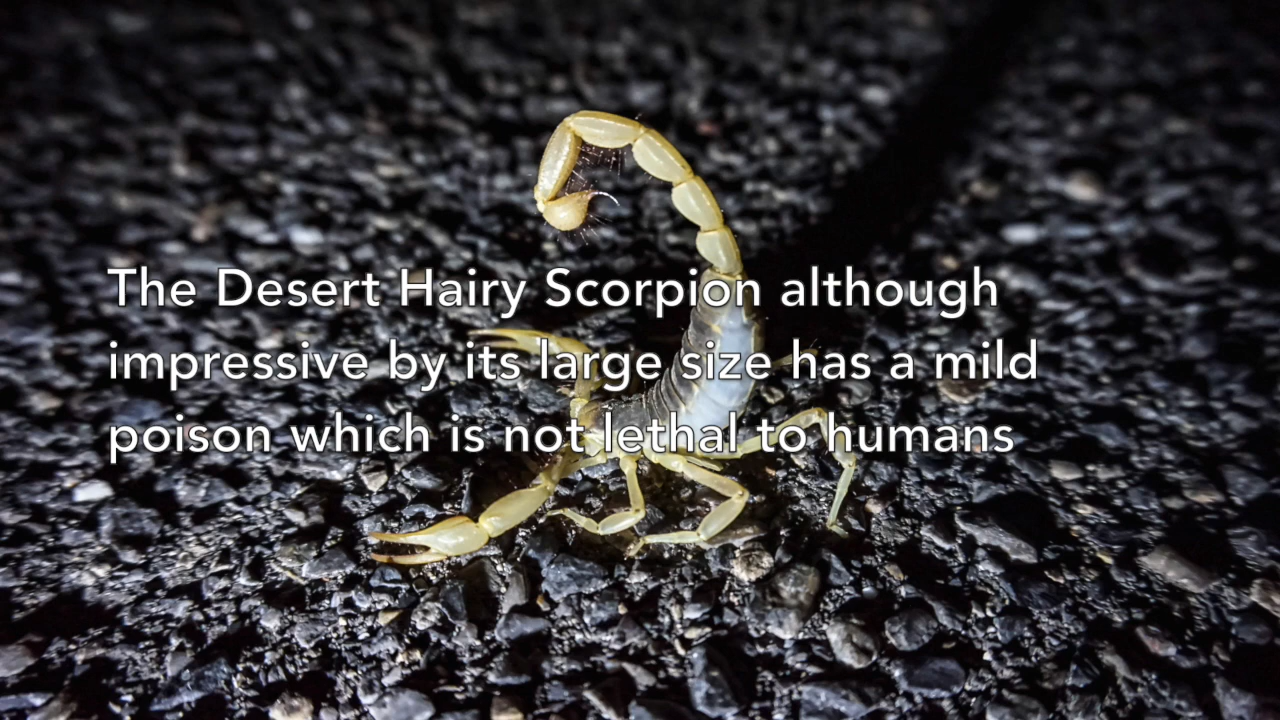 The Desert Hairy Scorpion although
impressive by its large size has a mild
poison which is not lethal to humans